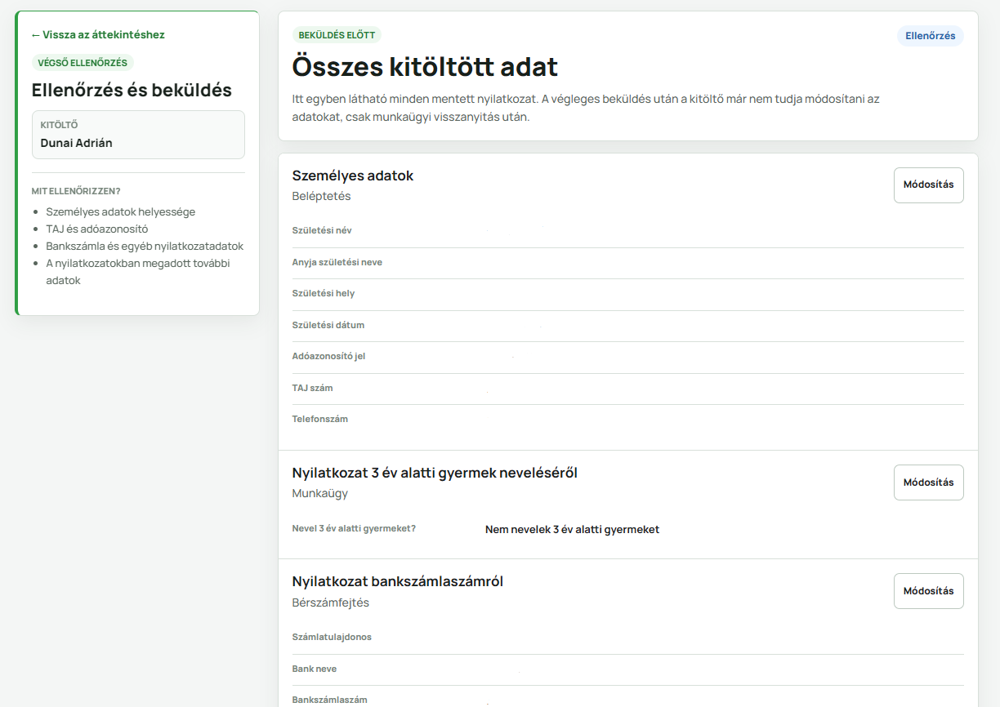 ← Vissza az áttekintéshez
VÉGSŐ ELLENŐRZÉS
Ellenőrzés és beküldés
KITÖLTŐ
Dunai Adrián
MIT ELLENŐRIZZEN?
Személyes adatok helyessége
TAJ és adóazonosító
Bankszámla és egyéb nyilatkozatadatok
A nyilatkozatokban megadott további
adatok
BEKÜLDÉS ELŐTT
Ellenőrzés
Összes kitöltött adat
Itt egyben látható minden mentett nyilatkozat. A végleges beküldés után a kitöltő már nem tudja módosítani az
adatokat, csak munkaügyi visszanyitás után.
Személyes adatok
Beléptetés
Módosítás
Születési név
Anyja születési neve
Születési hely
Születési dátum
Adóazonosító jel
TAJ szám
Telefonszám
Nyilatkozat 3 év alatti gyermek neveléséről
Munkaügy
Módosítás
Nevel 3 év alatti gyermeket? Nem nevelek 3 év alatti gyermeket
Nyilatkozat bankszámlaszámról
Bérszámfejtés
Módosítás
Számlatulajdonos
Bank neve
Bankszámlaszám